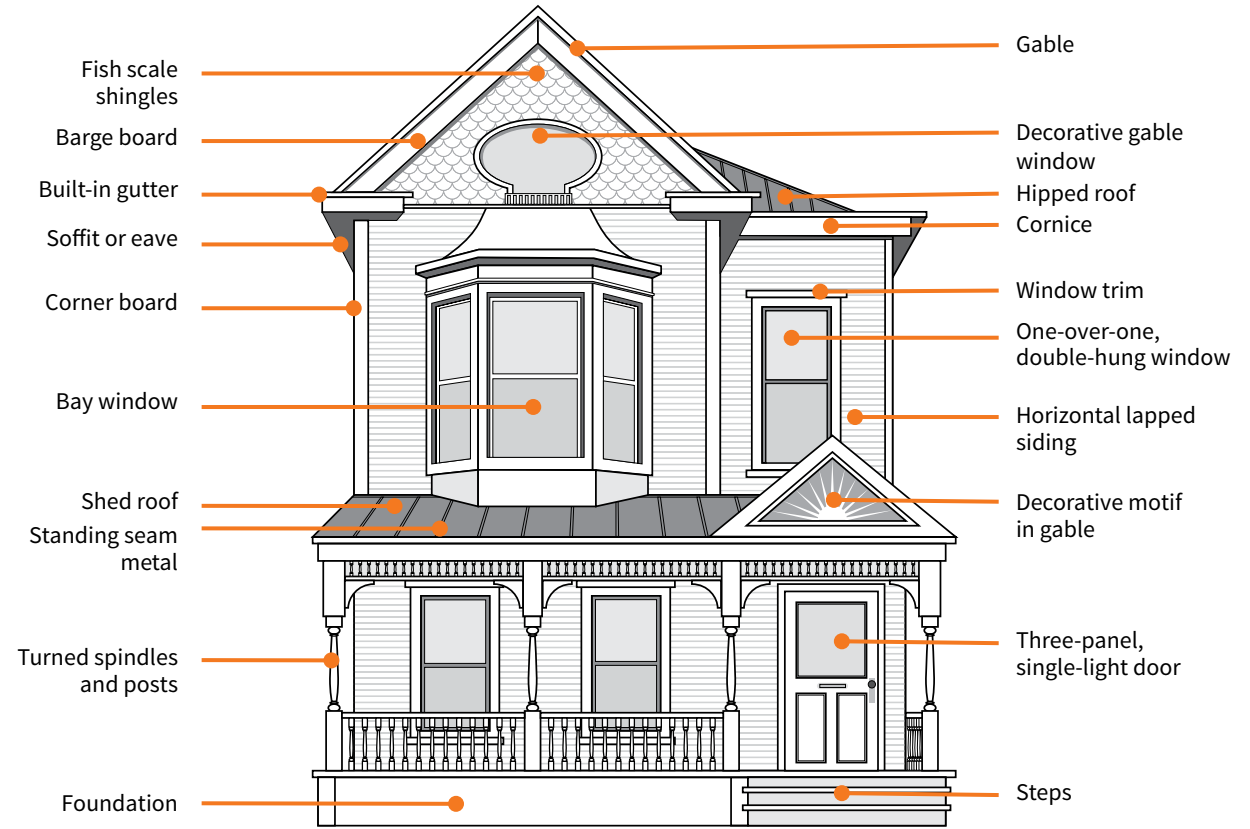 Fish scale
shingles
Barge board
Built-in gutter
Soffit or eave
Corner board
Bay window
Shed roof
Standing seam
metal
Turned spindles
and posts
Foundation
Gable
Decorative gable
window
Hipped roof
Cornice
Window trim
One-over-one,
double-hung window
Horizontal lapped
siding
Decorative motif
in gable
Three-panel,
single-light door
Steps